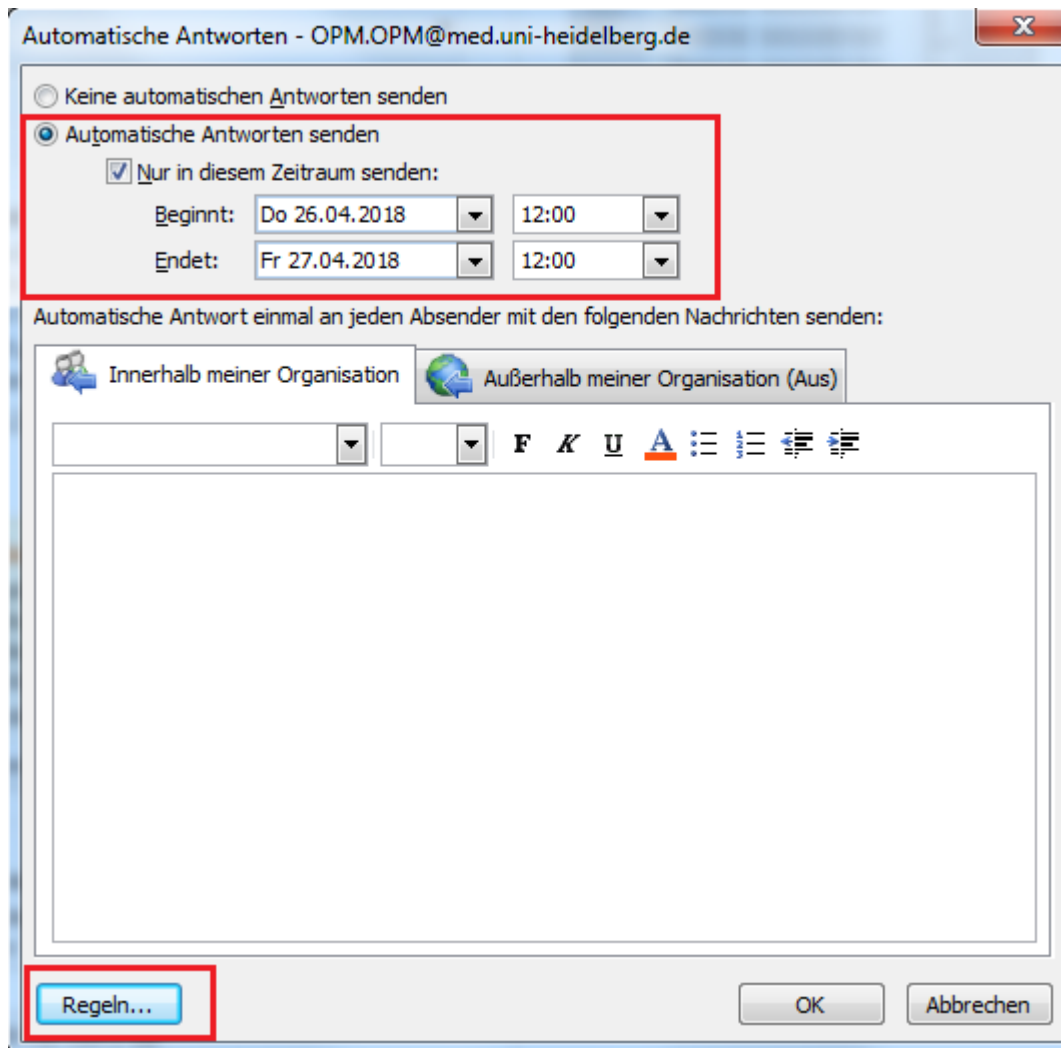 Automatische Antworten - OPM.OPM@med.uni-heidelberg.de
Keine automatischen Antworten senden
Automatische Antworten senden
Nur in diesem Zeitraum senden:
Beginnt: Do 26.04.2018 12:00
Endet: Fr 27.04.2018 12:00
Automatische Antwort einmal an jeden Absender mit den folgenden Nachrichten senden:
Innerhalb meiner Organisation Außerhalb meiner Organisation (Aus)
F K U A
Regeln... OK Abbrechen